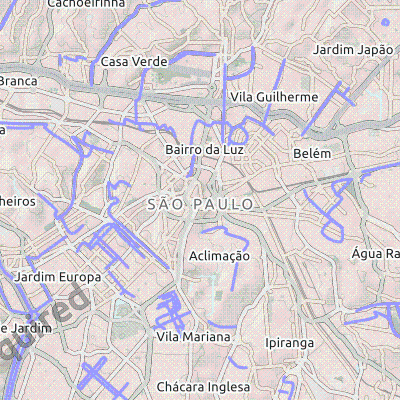 Cachoeirinha
Jardim Japão
Casa Verde
Branca
Vila Guilherme
a
Bairro da Luz
Belém
heiros
SÃO PAULO
Aclimação
Água Ra
Jardim Europa
quired
e Jardim
Vila Mariana
Ipiranga
Chácara Inglesa